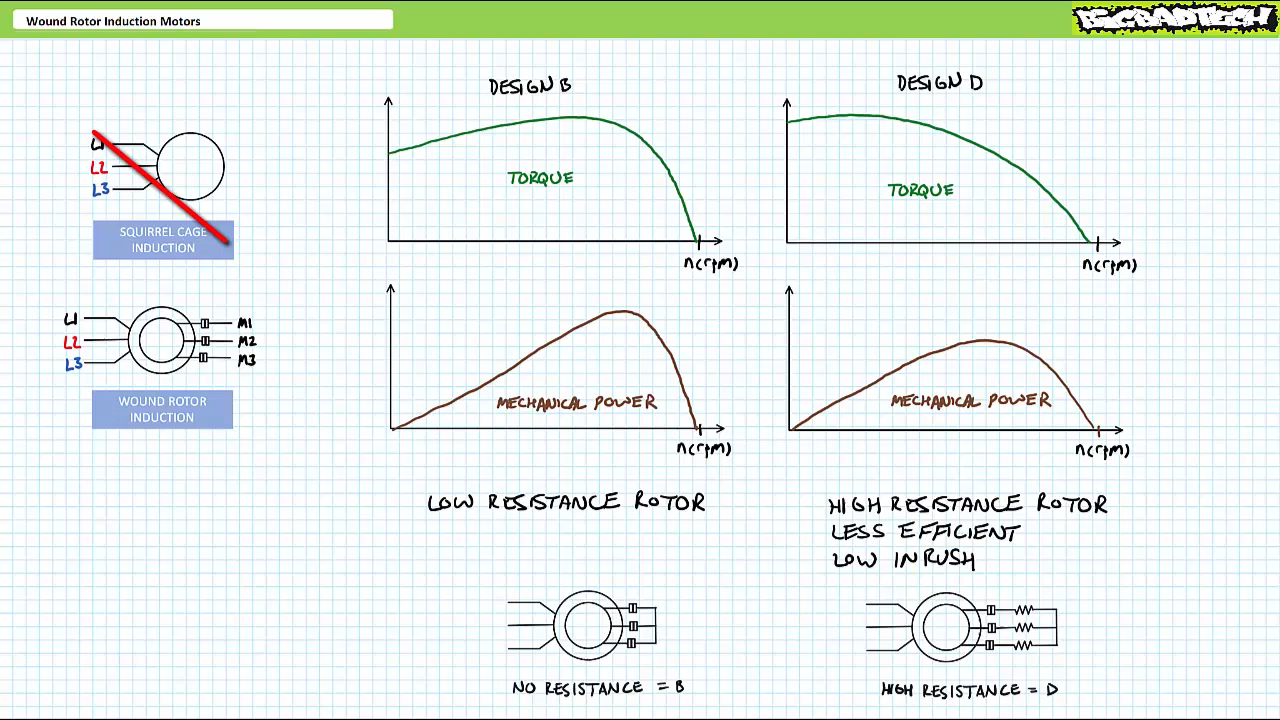 Wound Rotor Induction Motors
BIGBADTECH
L1
L2
L3
SQUIRREL CAGE
INDUCTION
L1
L2
L3
M1
M2
M3
WOUND ROTOR
INDUCTION
DESIGN B
TORQUE
n(rpm)
MECHANICAL POWER
n(rpm)
LOW RESISTANCE ROTOR
NO RESISTANCE = B
DESIGN D
TORQUE
n(rpm)
MECHANICAL POWER
n(rpm)
HIGH RESISTANCE ROTOR
LESS EFFICIENT
LOW INRUSH
HIGH RESISTANCE = D